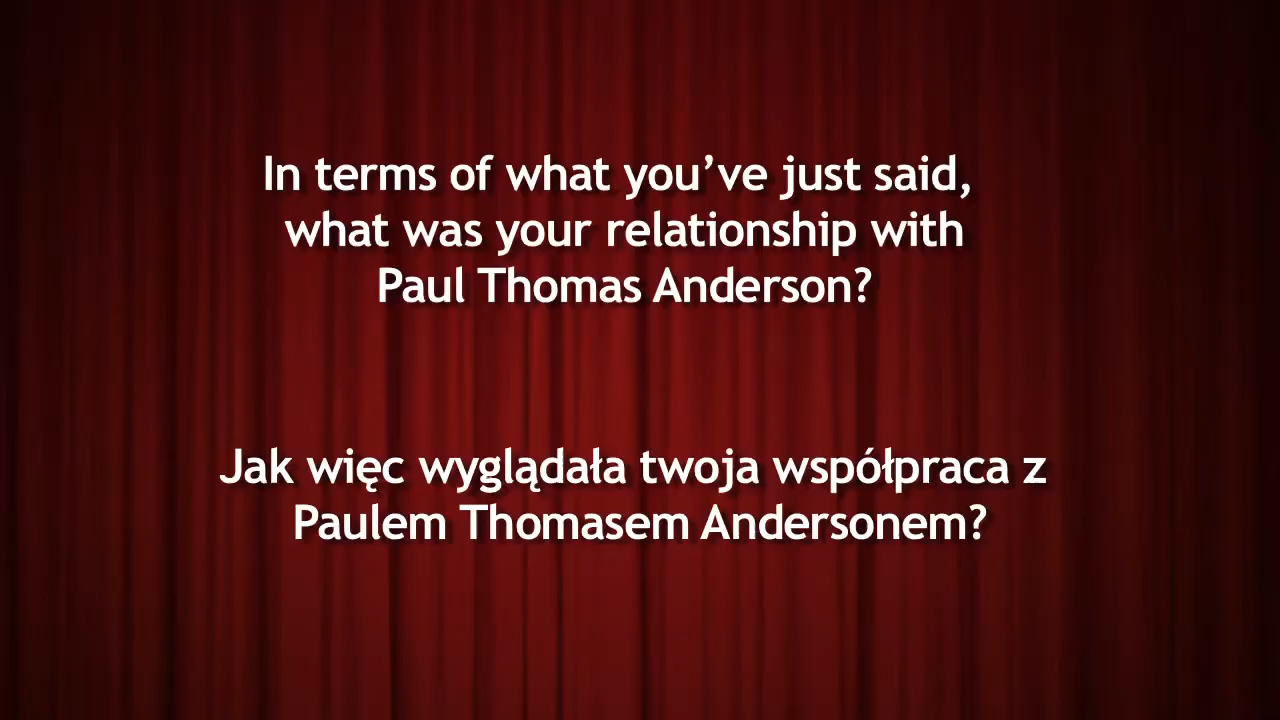 In terms of what you’ve just said,
what was your relationship with
Paul Thomas Anderson?
Jak więc wyglądała twoja współpraca z
Paulem Thomasem Andersonem?